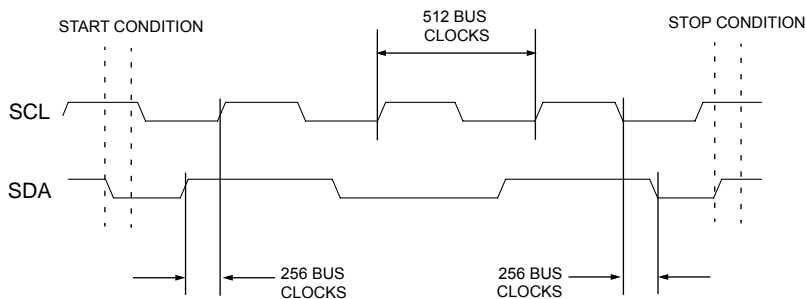 START CONDITION
512 BUS
CLOCKS
STOP CONDITION
SCL
SDA
256 BUS
CLOCKS
256 BUS
CLOCKS